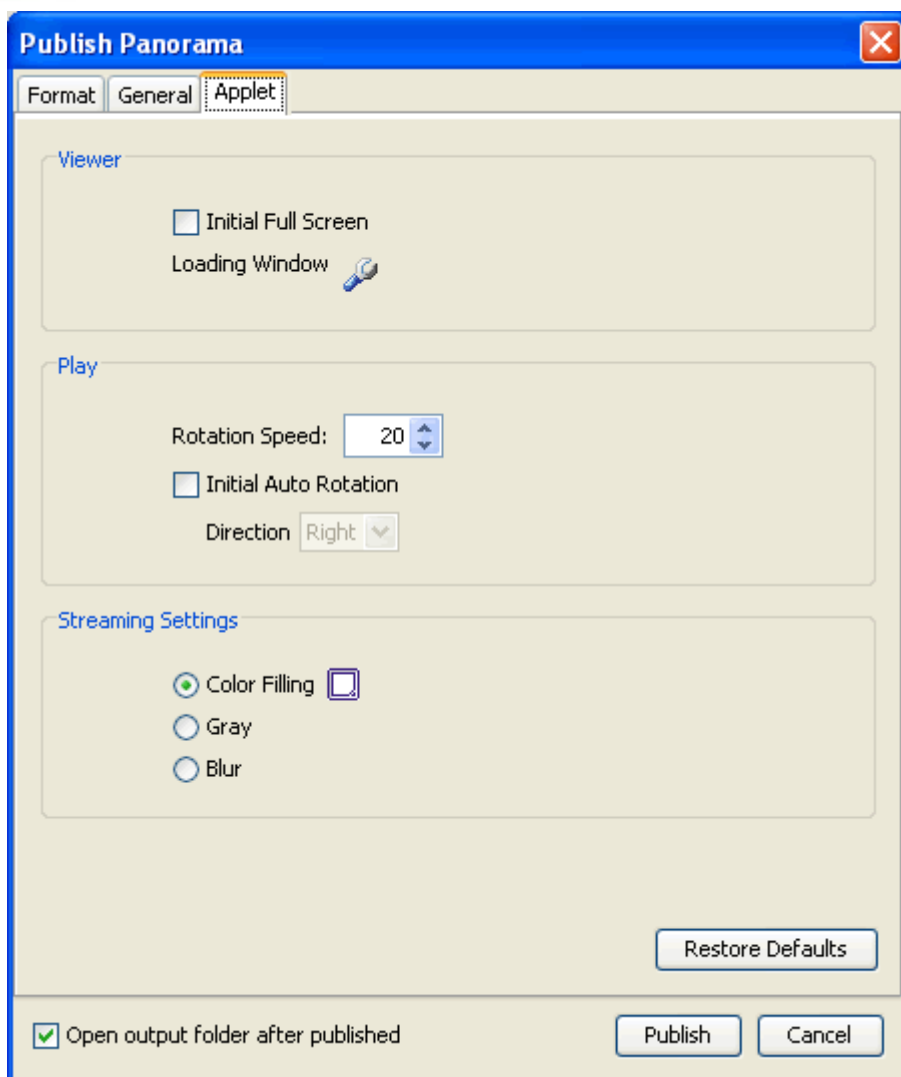 Publish Panorama
Format General Applet
Viewer
Initial Full Screen
Loading Window
Play
Rotation Speed: 20
Initial Auto Rotation
Direction Right
Streaming Settings
Color Filling
Gray
Blur
Restore Defaults
Open output folder after published Publish Cancel